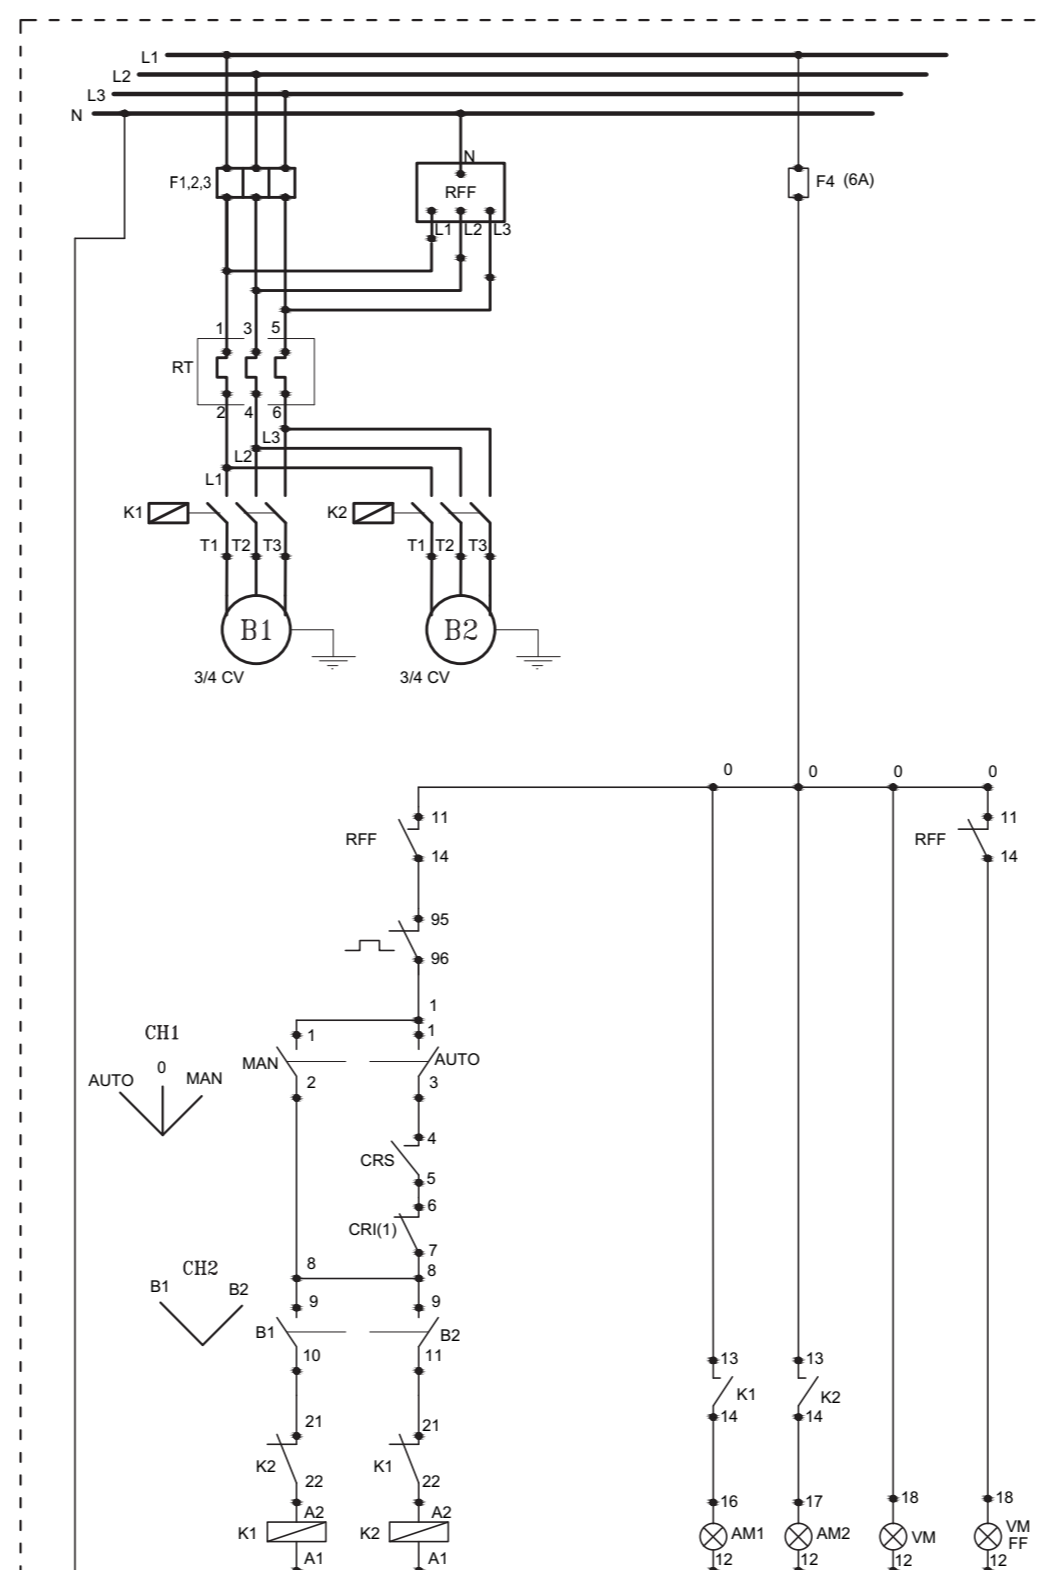 L1
L2
L3
N
F1,2,3
N
RFF
L1 L2 L3
F4 (6A)
1 3 5
RT
2 4 6
L3
L2
L1
K1
K2
T1 T2 T3
T1 T2 T3
B1
B2
3/4 CV
3/4 CV
0 0 0 0
11
RFF
14
11
RFF
14
95
96
1
1 1
CH1
0
AUTO MAN
MAN
AUTO
2 3
4
CRS
5
6
CRI(1)
7
8 8
CH2
B1 B2
9 9
B1 B2
10 11
13 13
K1 K2
14 14
21 21
K2 K1
22 22
A2 A2
K1 K2
A1 A1
16 17 18 18
AM1 AM2 VM VM
FF
12 12 12 12